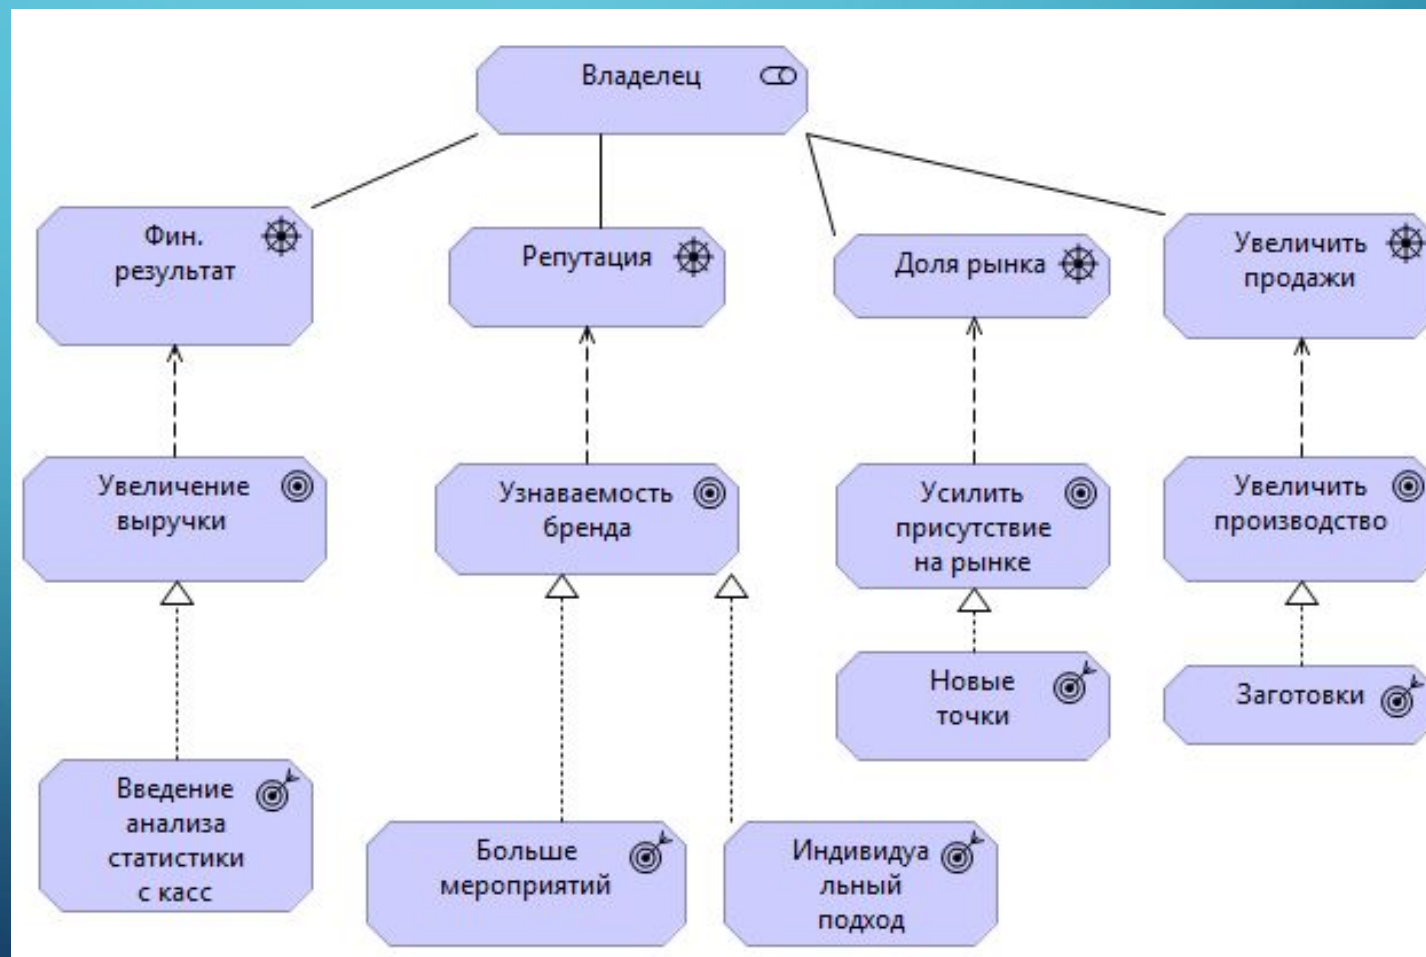 Владелец
Фин.
результат
Репутация
Доля рынка
Увеличить
продажи
Увеличение
выручки
Узнаваемость
бренда
Усилить
присутствие
на рынке
Увеличить
производство
Новые
точки
Заготовки
Введение
анализа
статистики
с касс
Больше
мероприятий
Индивидуа
льный
подход